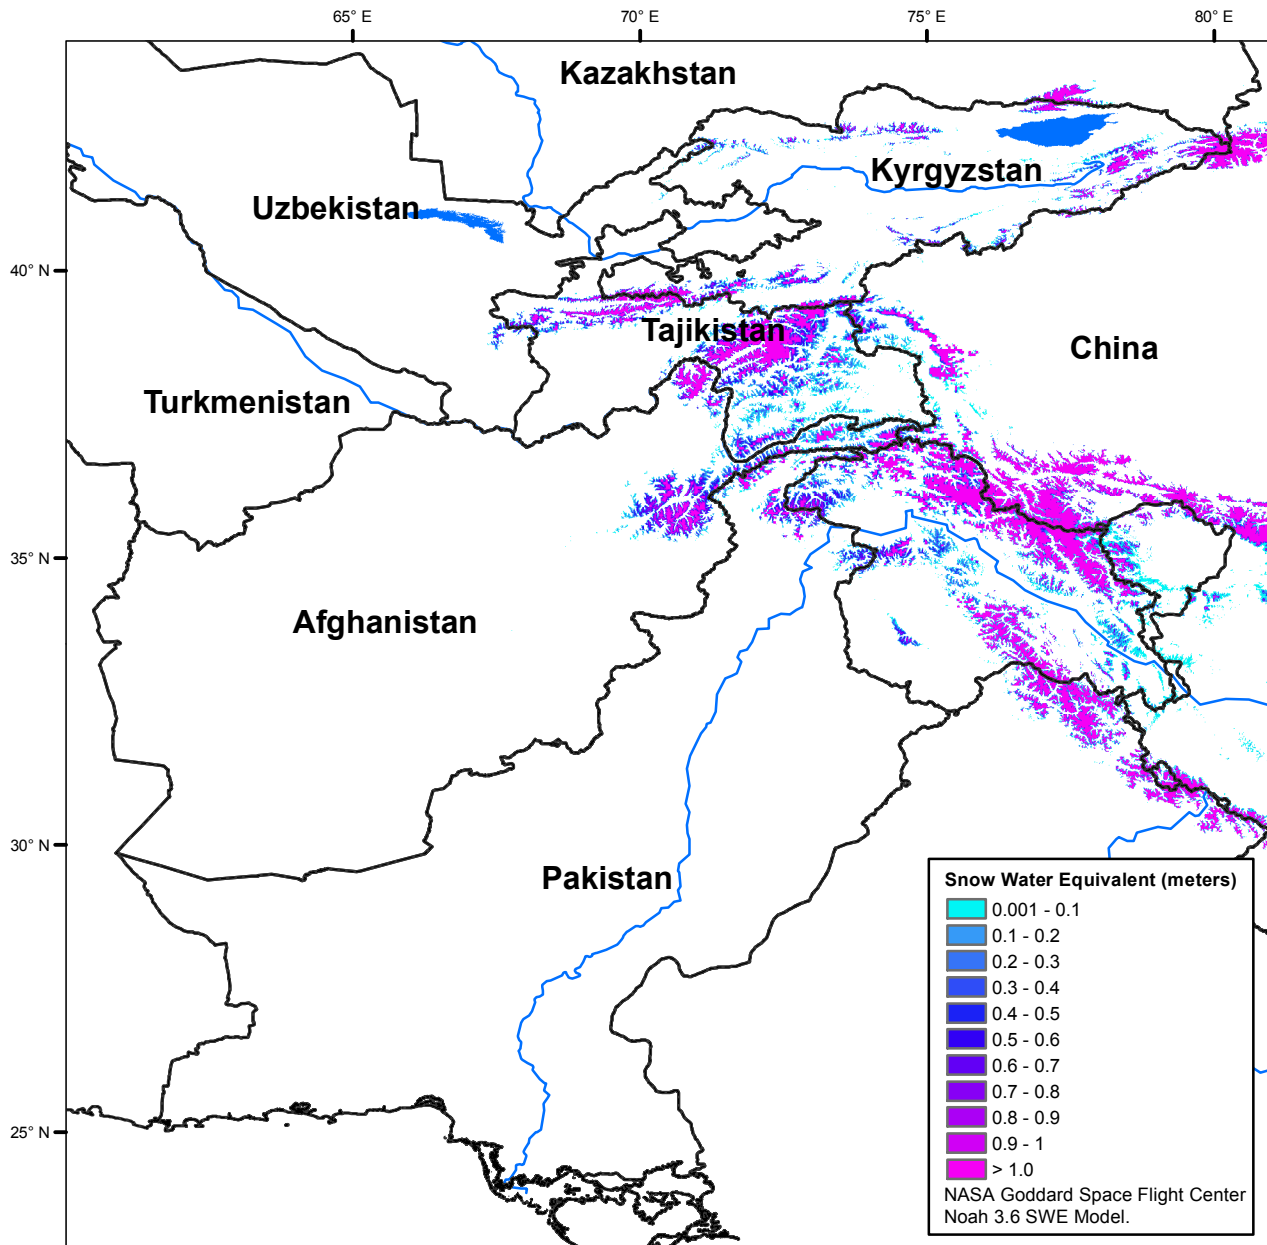 65° E
70° E
75° E
80° E
Kazakhstan
Kyrgyzstan
Uzbekistan
40° N
Tajikistan
China
Turkmenistan
35° N
Afghanistan
30° N
Pakistan
25° N
Snow Water Equivalent (meters)
0.001 - 0.1
0.1 - 0.2
0.2 - 0.3
0.3 - 0.4
0.4 - 0.5
0.5 - 0.6
0.6 - 0.7
0.7 - 0.8
0.8 - 0.9
0.9 - 1
> 1.0
NASA Goddard Space Flight Center
Noah 3.6 SWE Model.